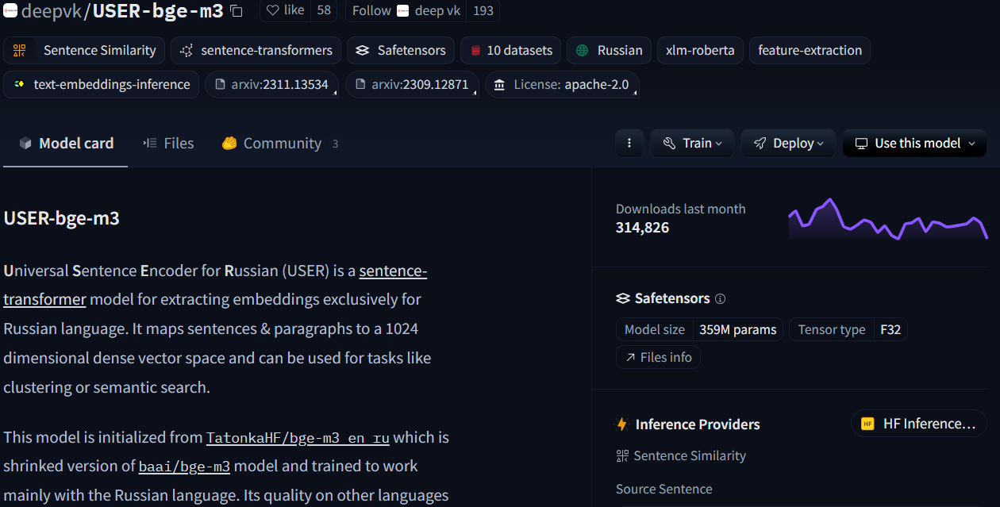 deepvk/USER-bge-m3 like 58 Follow deep vk 193
Sentence Similarity sentence-transformers Safetensors 10 datasets Russian xlm-roberta feature-extraction
text-embeddings-inference arxiv:2311.13534 arxiv:2309.12871 License: apache-2.0
Model card Files Community 3 Train Deploy Use this model
USER-bge-m3
Universal Sentence Encoder for Russian (USER) is a sentence-
transformer model for extracting embeddings exclusively for
Russian language. It maps sentences & paragraphs to a 1024
dimensional dense vector space and can be used for tasks like
clustering or semantic search.
This model is initialized from TatonkaHF/bge-m3_en_ru which is
shrinked version of baai/bge-m3 model and trained to work
mainly with the Russian language. Its quality on other languages
Downloads last month
314,826
Safetensors
Model size 359M params Tensor type F32
Files info
Inference Providers HF Inference…
HF
Sentence Similarity
Source Sentence